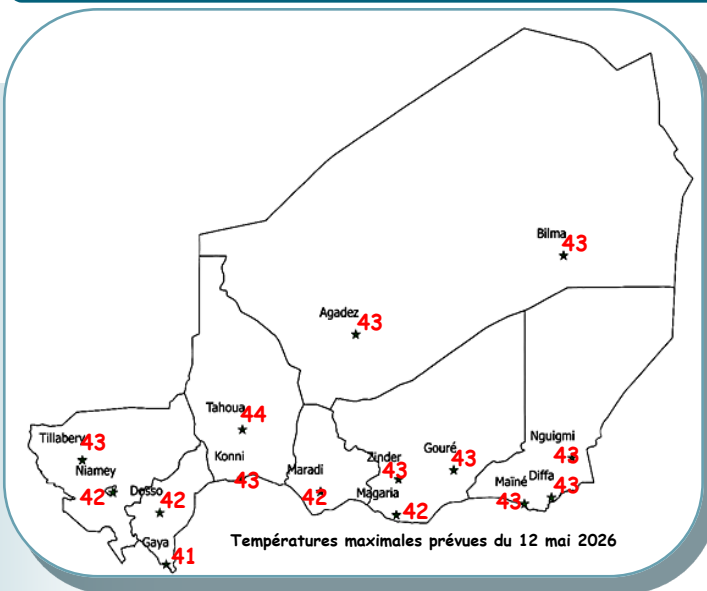 Bilma
43
Agadez
43
Tahoua
44
Tillabery
43
Niamey
42
Dosso
42
Gaya
41
Konni
43
Maradi
42
Zinder
43
Gouré
43
Magaria
42
Nguigmi
43
Maïné
43
Diffa
43
Températures maximales prévues du 12 mai 2026